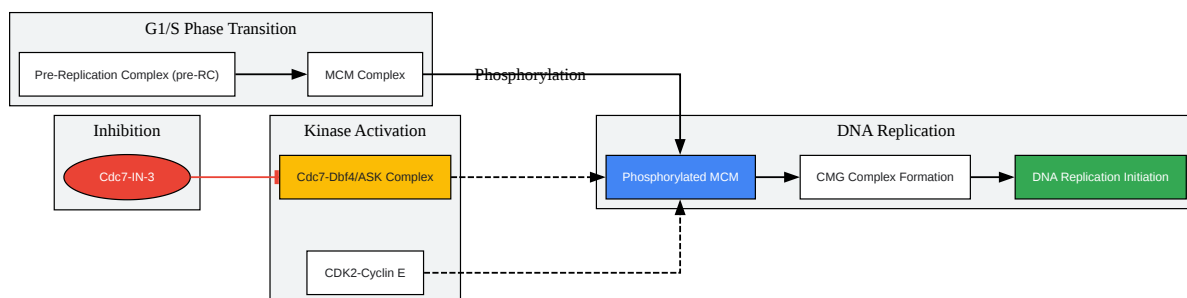 G1/S Phase Transition
Pre-Replication Complex (pre-RC)
MCM Complex
Phosphorylation
Inhibition
Cdc7-IN-3
Kinase Activation
Cdc7-Dbf4/ASK Complex
CDK2-Cyclin E
DNA Replication
Phosphorylated MCM
CMG Complex Formation
DNA Replication Initiation